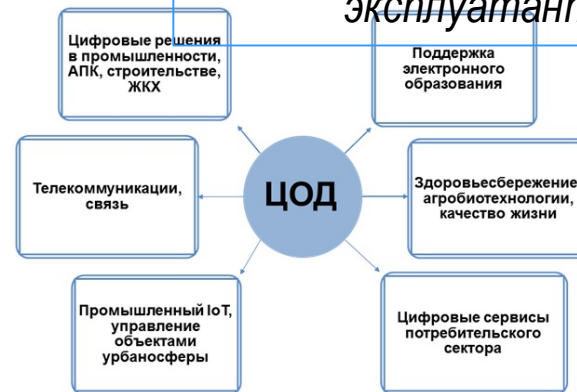 Цифровые решения
в промышленности,
АПК, строительстве,
ЖКХ
Поддержка
электронного
образования
Телекоммуникации,
связь
ЦОД
Здоровьесбережение
агробиотехнологии,
качество жизни
Промышленный IoT,
управление
объектами
урбаносферы
Цифровые сервисы
потребительского
сектора